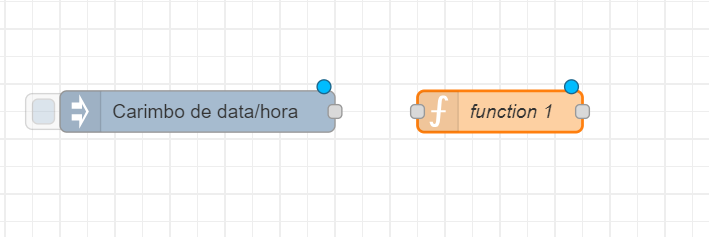 Carimbo de data/hora
function 1